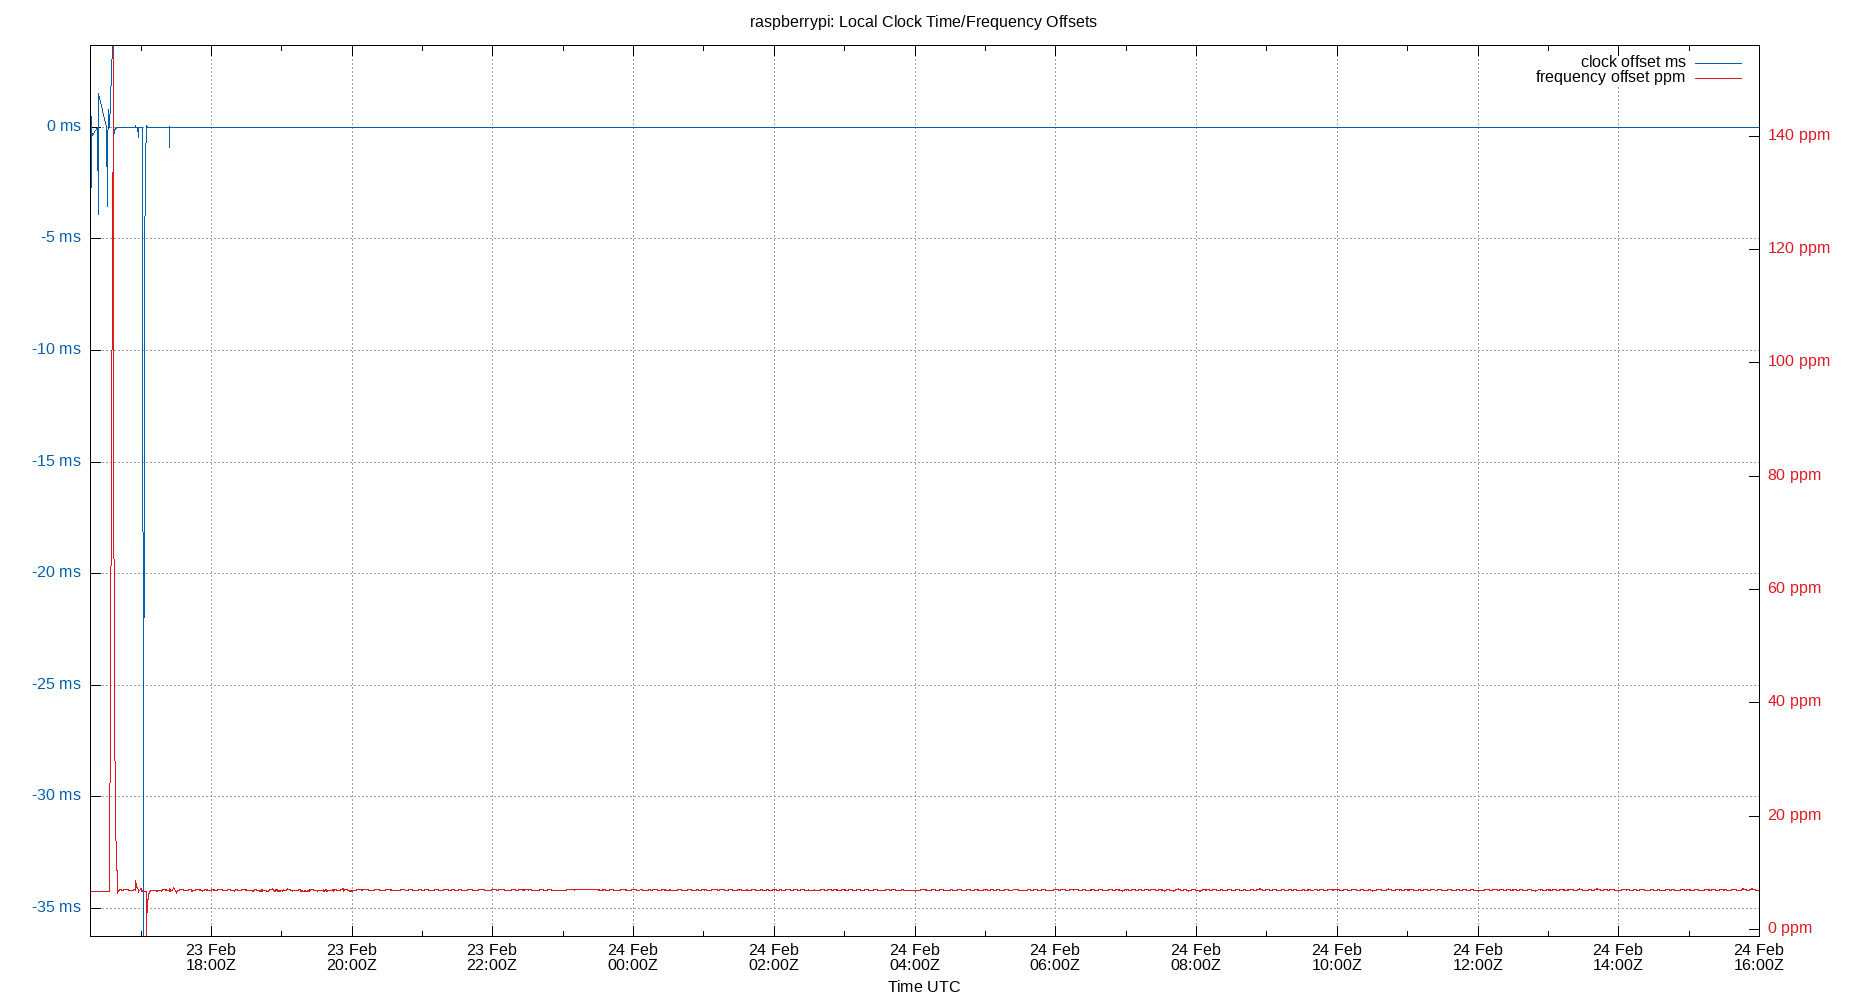 raspberrypi: Local Clock Time/Frequency Offsets
clock offset ms
frequency offset ppm
0 ms
-5 ms
-10 ms
-15 ms
-20 ms
-25 ms
-30 ms
-35 ms
140 ppm
120 ppm
100 ppm
80 ppm
60 ppm
40 ppm
20 ppm
0 ppm
23 Feb 23 Feb 23 Feb 24 Feb 24 Feb 24 Feb 24 Feb 24 Feb 24 Feb 24 Feb 24 Feb 24 Feb
18:00Z 20:00Z 22:00Z 00:00Z 02:00Z 04:00Z 06:00Z 08:00Z 10:00Z 12:00Z 14:00Z 16:00Z
Time UTC